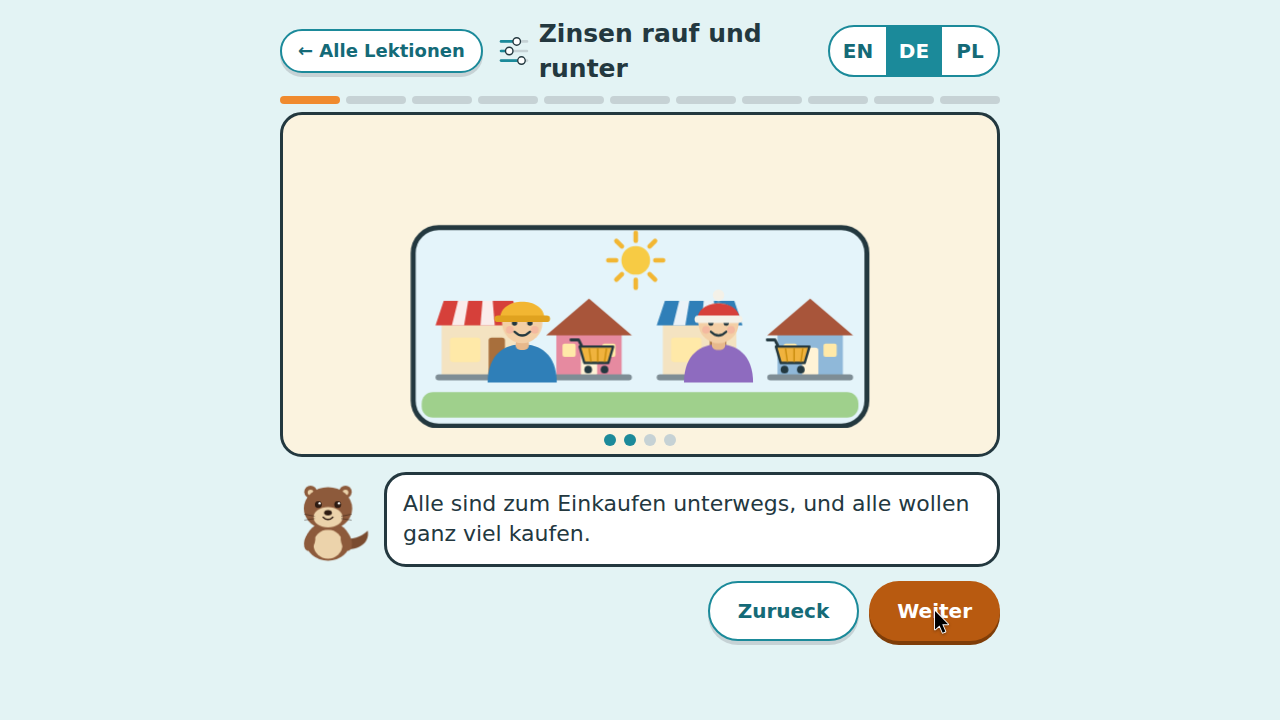 ← Alle Lektionen
Zinsen rauf und
runter
EN DE PL
Alle sind zum Einkaufen unterwegs, und alle wollen
ganz viel kaufen.
Zurueck
Weiter